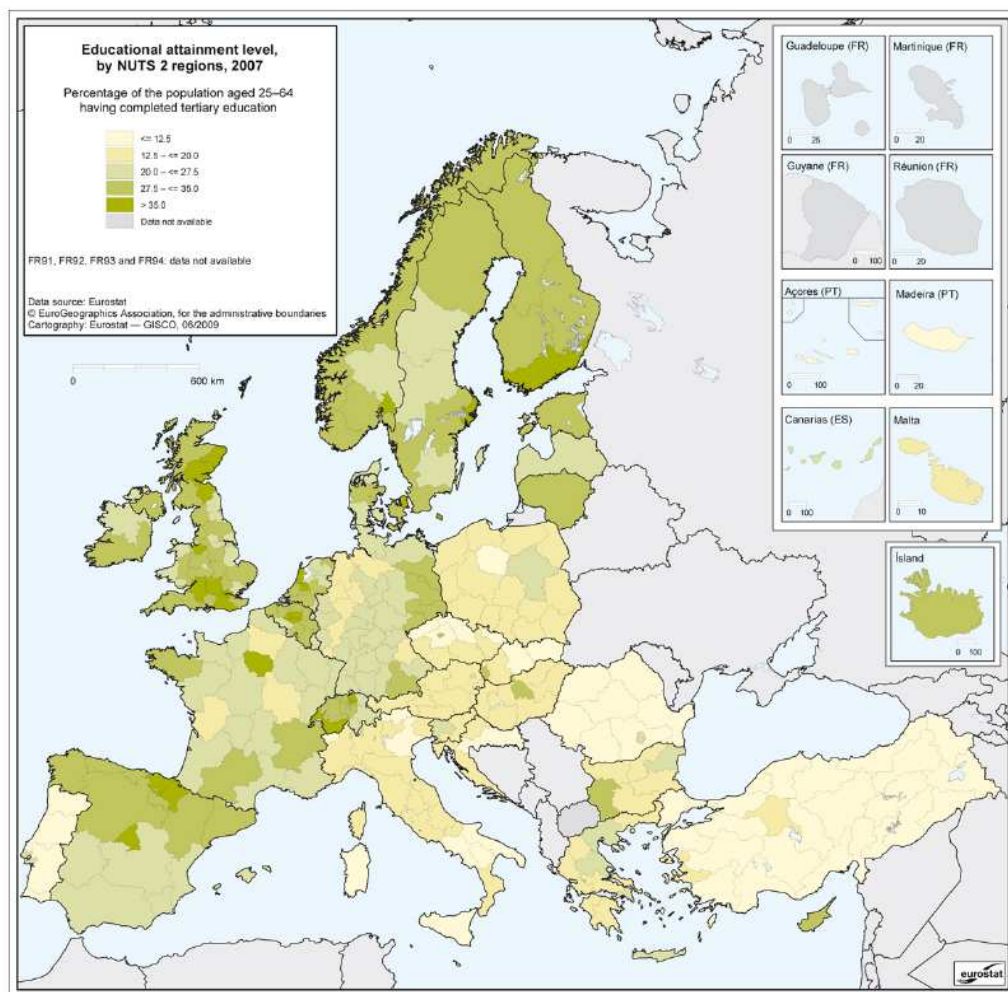 Educational attainment level,
by NUTS 2 regions, 2007
Percentage of the population aged 25–64
having completed tertiary education
<= 12.5
12.5 – <= 20.0
20.0 – <= 27.5
27.5 – <= 35.0
> 35.0
Data not available
FR91, FR92, FR93 and FR94: data not available
Data source: Eurostat
© EuroGeographics Association, for the administrative boundaries
Cartography: Eurostat — GISCO, 06/2009
0 600 km
Guadeloupe (FR)
0 25
Martinique (FR)
0 20
Guyane (FR)
0 100
Réunion (FR)
0 20
Açores (PT)
0 100
Madeira (PT)
0 20
Canarias (ES)
0 100
Malta
0 10
Ísland
0 100
eurostat